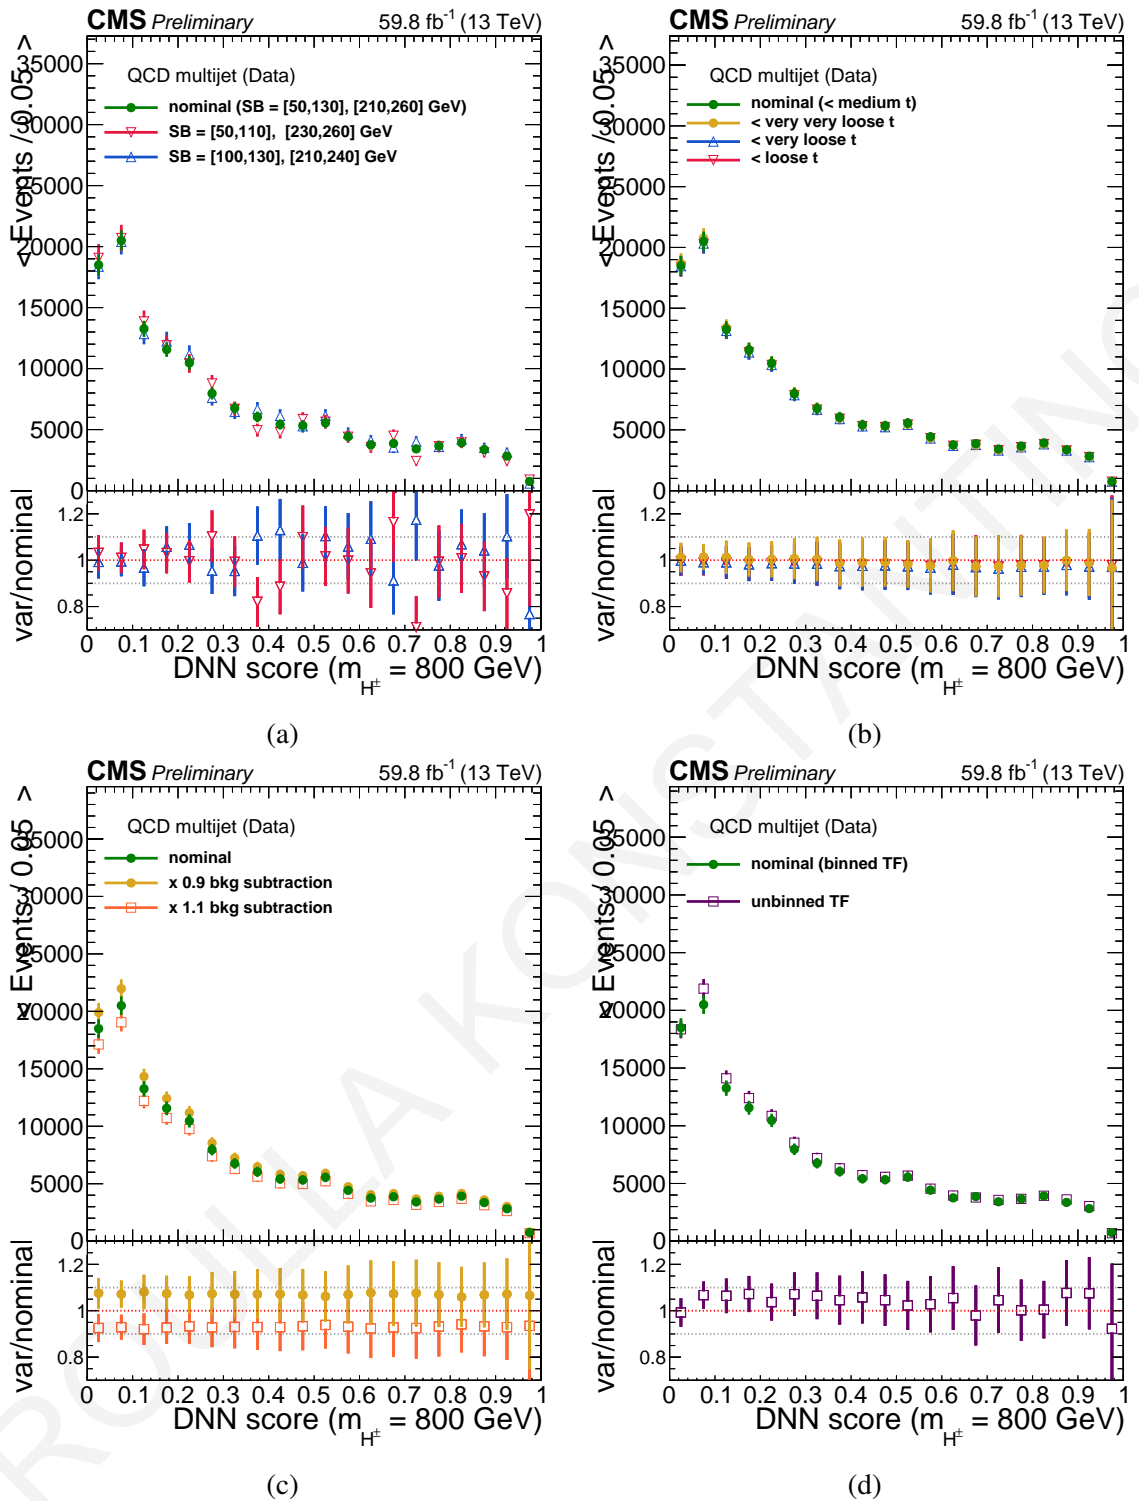 CMS Preliminary 59.8 fb⁻¹ (13 TeV)
< Events / 0.05 >
35000
30000
25000
20000
15000
10000
5000
0
QCD multijet (Data)
nominal (SB = [50,130], [210,260] GeV)
SB = [50,110], [230,260] GeV
SB = [100,130], [210,240] GeV
var/nominal
1.2
1
0.8
0 0.1 0.2 0.3 0.4 0.5 0.6 0.7 0.8 0.9 1
DNN score (m_H± = 800 GeV)
(a)
CMS Preliminary 59.8 fb⁻¹ (13 TeV)
< Events / 0.05 >
35000
30000
25000
20000
15000
10000
5000
0
QCD multijet (Data)
nominal (< medium t)
< very very loose t
< very loose t
< loose t
var/nominal
1.2
1
0.8
0 0.1 0.2 0.3 0.4 0.5 0.6 0.7 0.8 0.9 1
DNN score (m_H± = 800 GeV)
(b)
CMS Preliminary 59.8 fb⁻¹ (13 TeV)
< Events / 0.05 >
35000
30000
25000
20000
15000
10000
5000
0
QCD multijet (Data)
nominal
x 0.9 bkg subtraction
x 1.1 bkg subtraction
var/nominal
1.2
1
0.8
0 0.1 0.2 0.3 0.4 0.5 0.6 0.7 0.8 0.9 1
DNN score (m_H± = 800 GeV)
(c)
CMS Preliminary 59.8 fb⁻¹ (13 TeV)
< Events / 0.05 >
35000
30000
25000
20000
15000
10000
5000
0
QCD multijet (Data)
nominal (binned TF)
unbinned TF
var/nominal
1.2
1
0.8
0 0.1 0.2 0.3 0.4 0.5 0.6 0.7 0.8 0.9 1
DNN score (m_H± = 800 GeV)
(d)
ROULLA KONSTANTINO